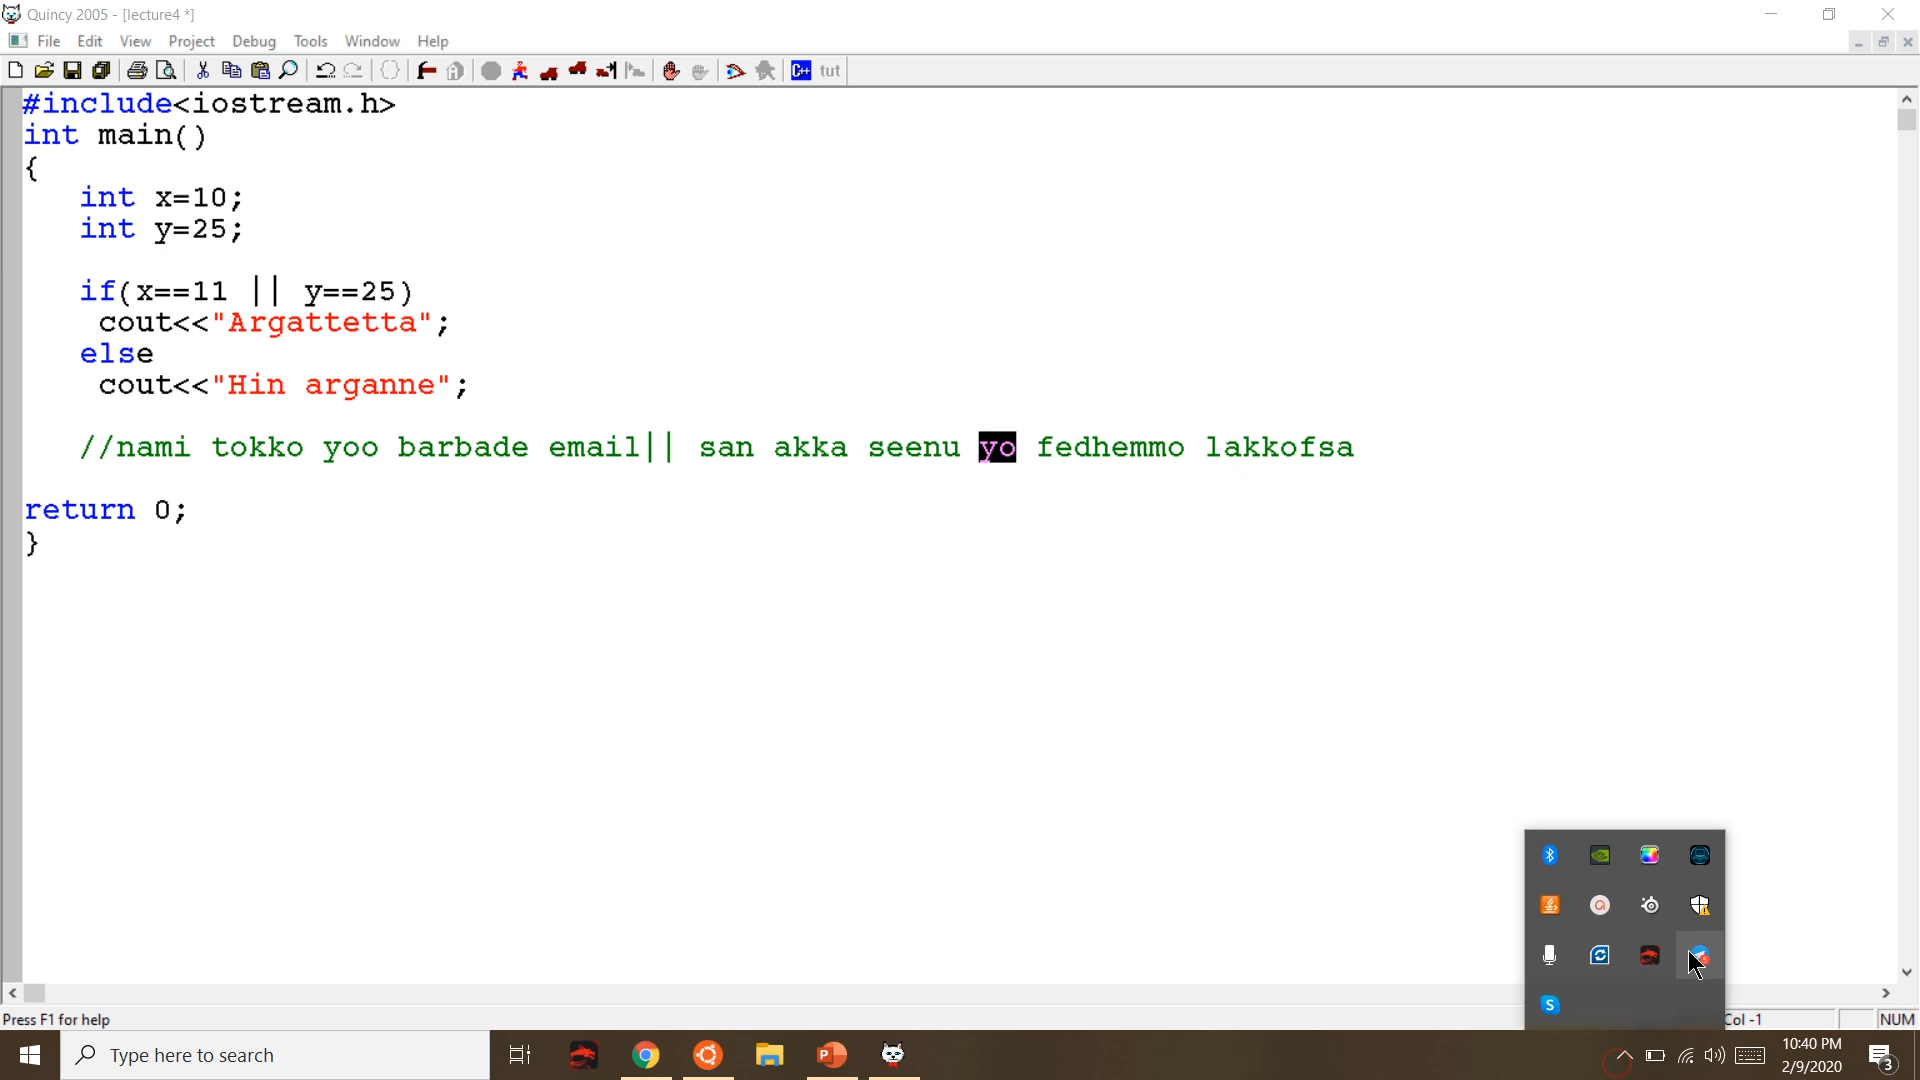 Quincy 2005 - [lecture4 *]
File Edit View Project Debug Tools Window Help
C++ tut
#include<iostream.h>
int main()
{
int x=10;
int y=25;
if(x==11 || y==25)
cout<<"Argattetta";
else
cout<<"Hin arganne";
//nami tokko yoo barbade email|| san akka seenu yo fedhemmo lakkofsa
return 0;
}
Press F1 for help
Col -1 NUM
Type here to search
10:40 PM
2/9/2020
3